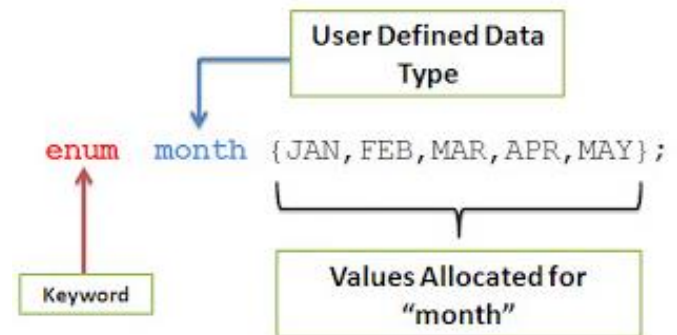 User Defined Data
Type
enum month {JAN,FEB,MAR,APR,MAY};
Keyword
Values Allocated for
“month”